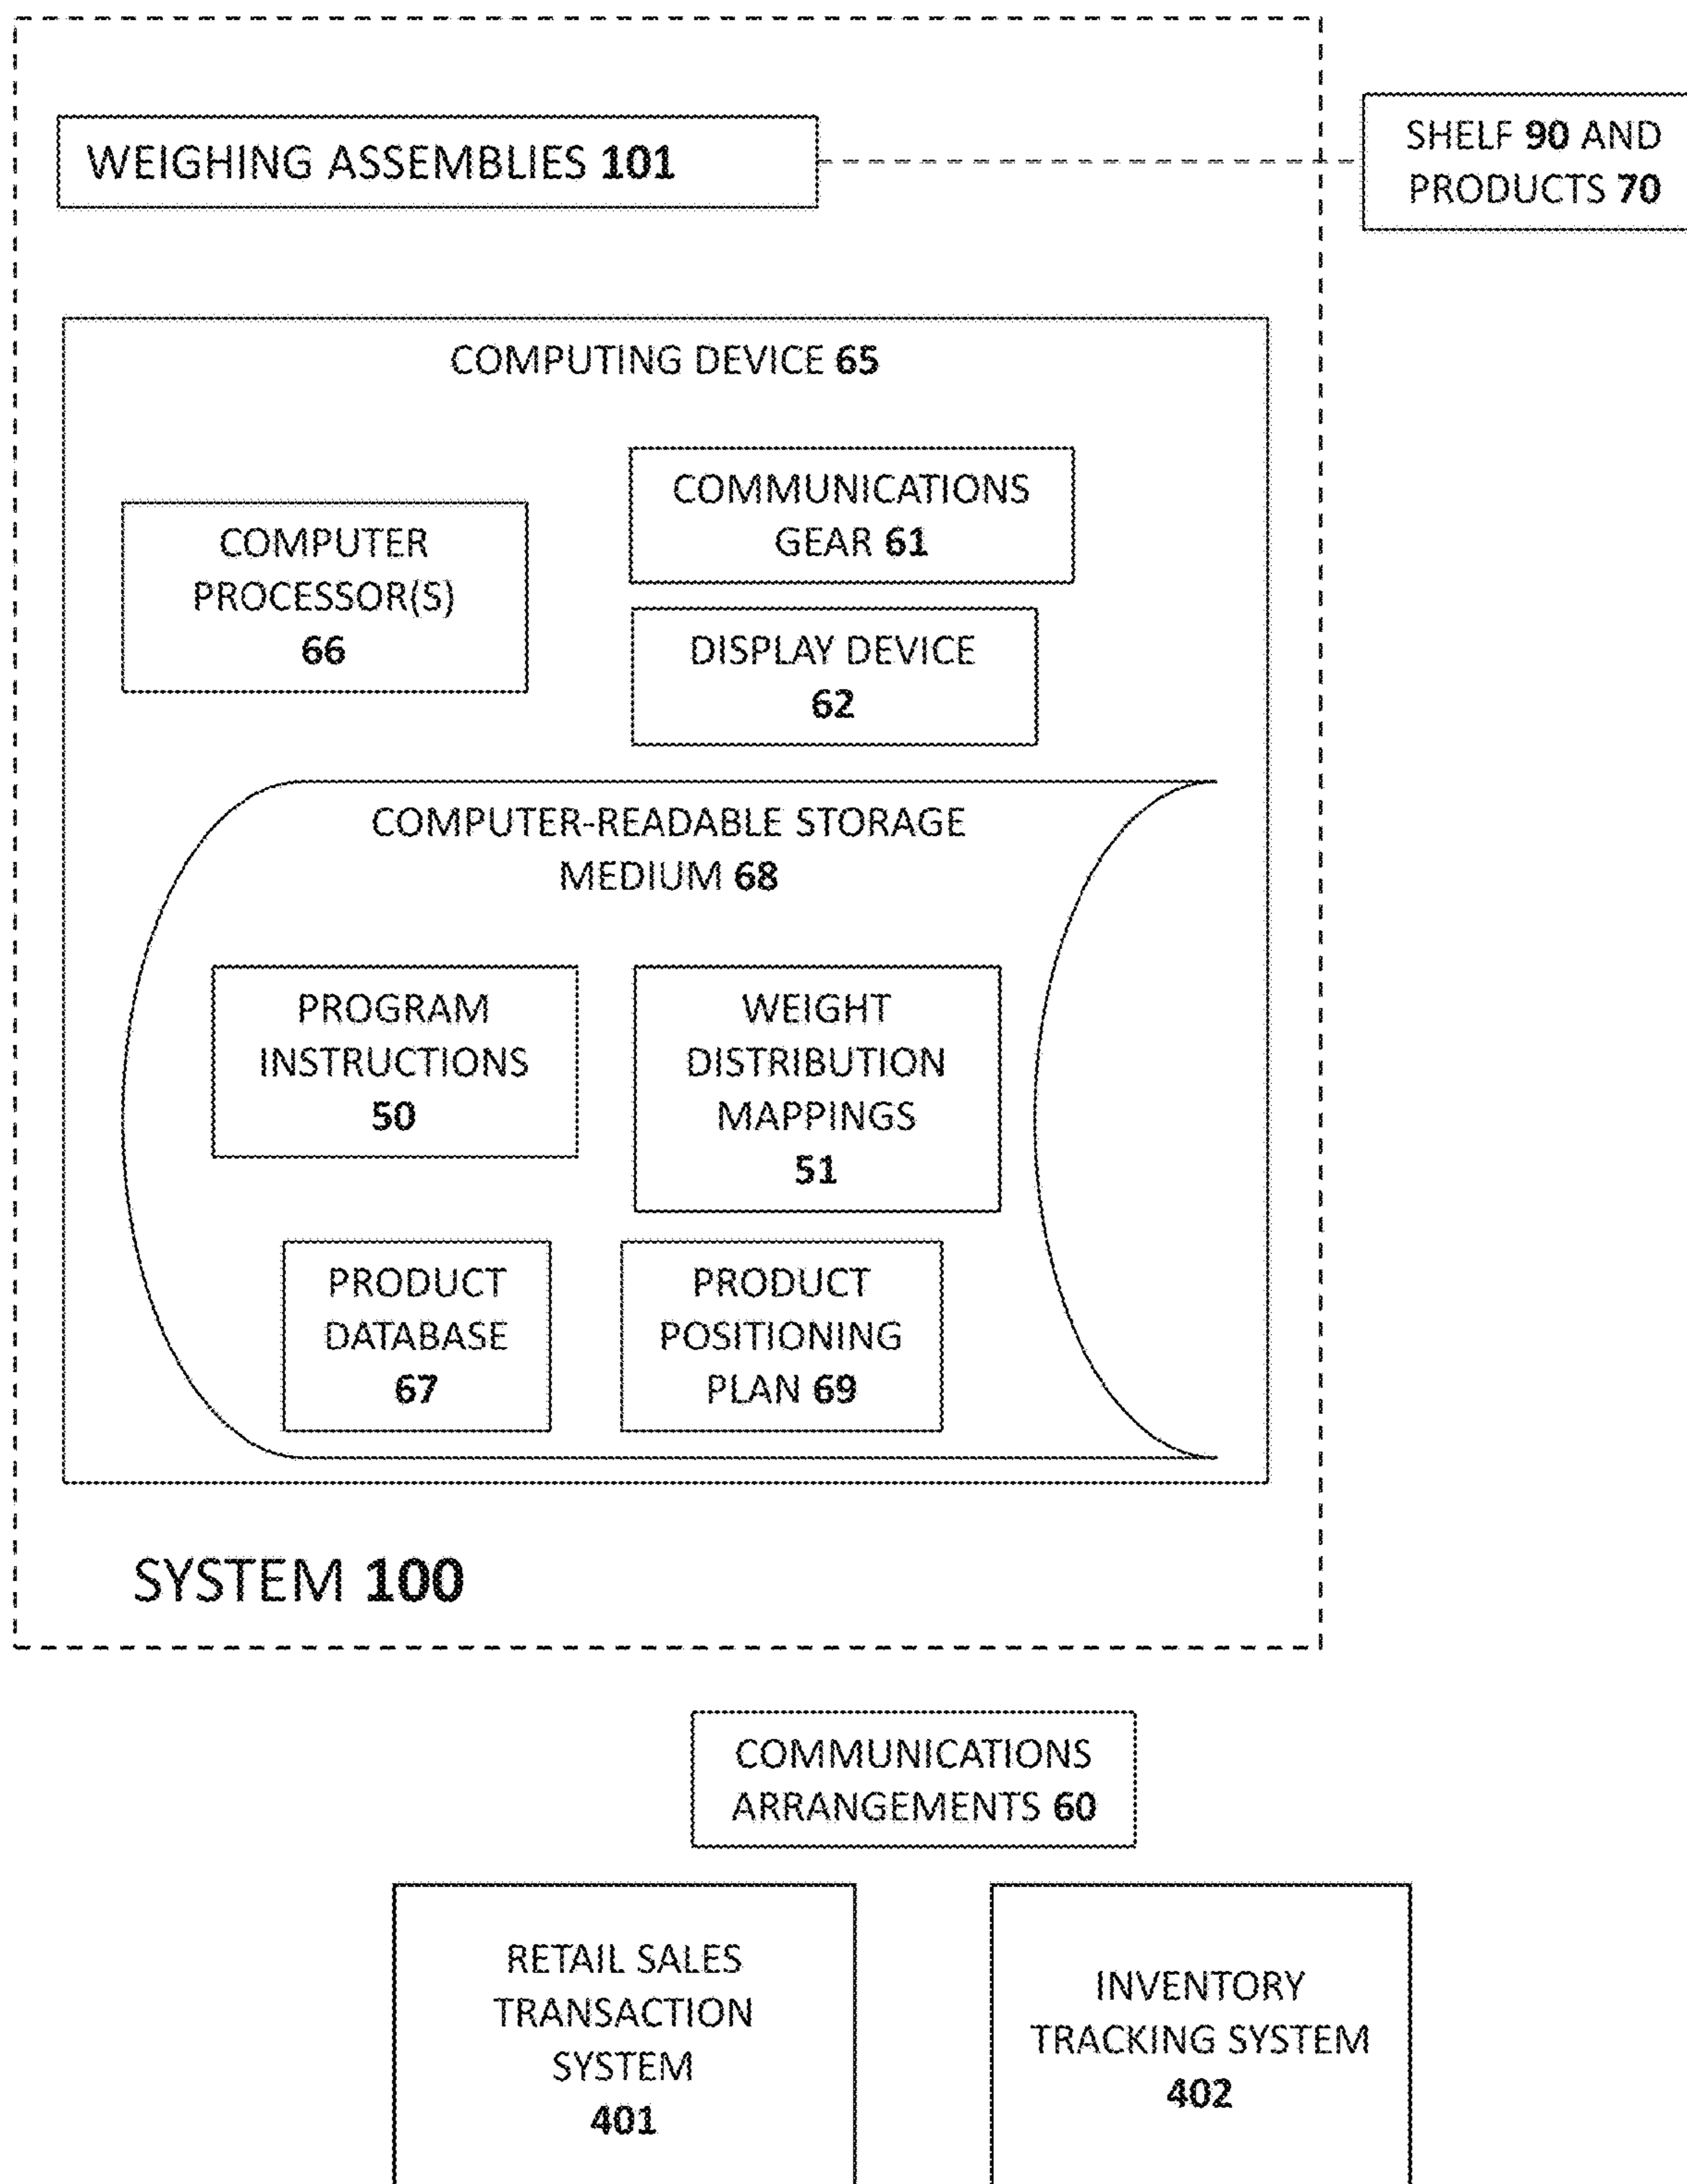 WEIGHING ASSEMBLIES 101
SHELF 90 AND
PRODUCTS 70
COMPUTING DEVICE 65
COMMUNICATIONS
GEAR 61
COMPUTER
PROCESSOR(S)
66
DISPLAY DEVICE
62
COMPUTER-READABLE STORAGE
MEDIUM 68
PROGRAM
INSTRUCTIONS
50
WEIGHT
DISTRIBUTION
MAPPINGS
51
PRODUCT
DATABASE
67
PRODUCT
POSITIONING
PLAN 69
SYSTEM 100
COMMUNICATIONS
ARRANGEMENTS 60
RETAIL SALES
TRANSACTION
SYSTEM
401
INVENTORY
TRACKING SYSTEM
402